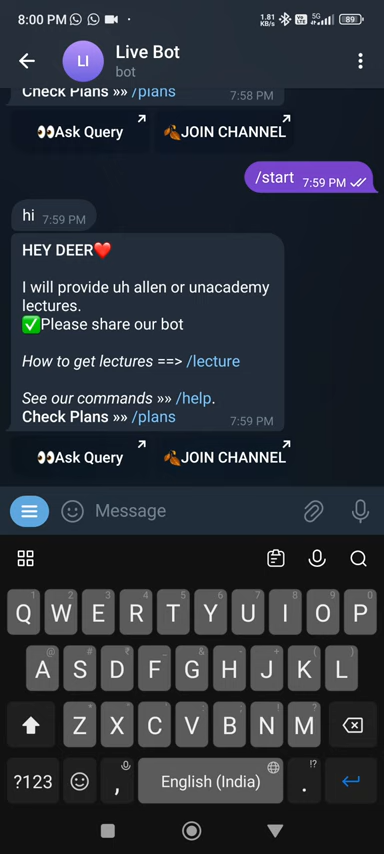 8:00 PM
1.81 KB/s 5G 89
LI
Live Bot
bot
Check Plans »» /plans
7:58 PM
👀Ask Query
🍂JOIN CHANNEL
/start 7:59 PM
hi 7:59 PM
HEY DEER❤️
I will provide uh allen or unacademy
lectures.
✅Please share our bot
How to get lectures ==> /lecture
See our commands »» /help.
Check Plans »» /plans
7:59 PM
👀Ask Query
🍂JOIN CHANNEL
Message
1 2 3 4 5 6 7 8 9 0
Q W E R T Y U I O P
@ # ₹ _ & - + ( )
A S D F G H J K L
* " ' : ; ! ?
Z X C V B N M
!?
?123 , English (India) .